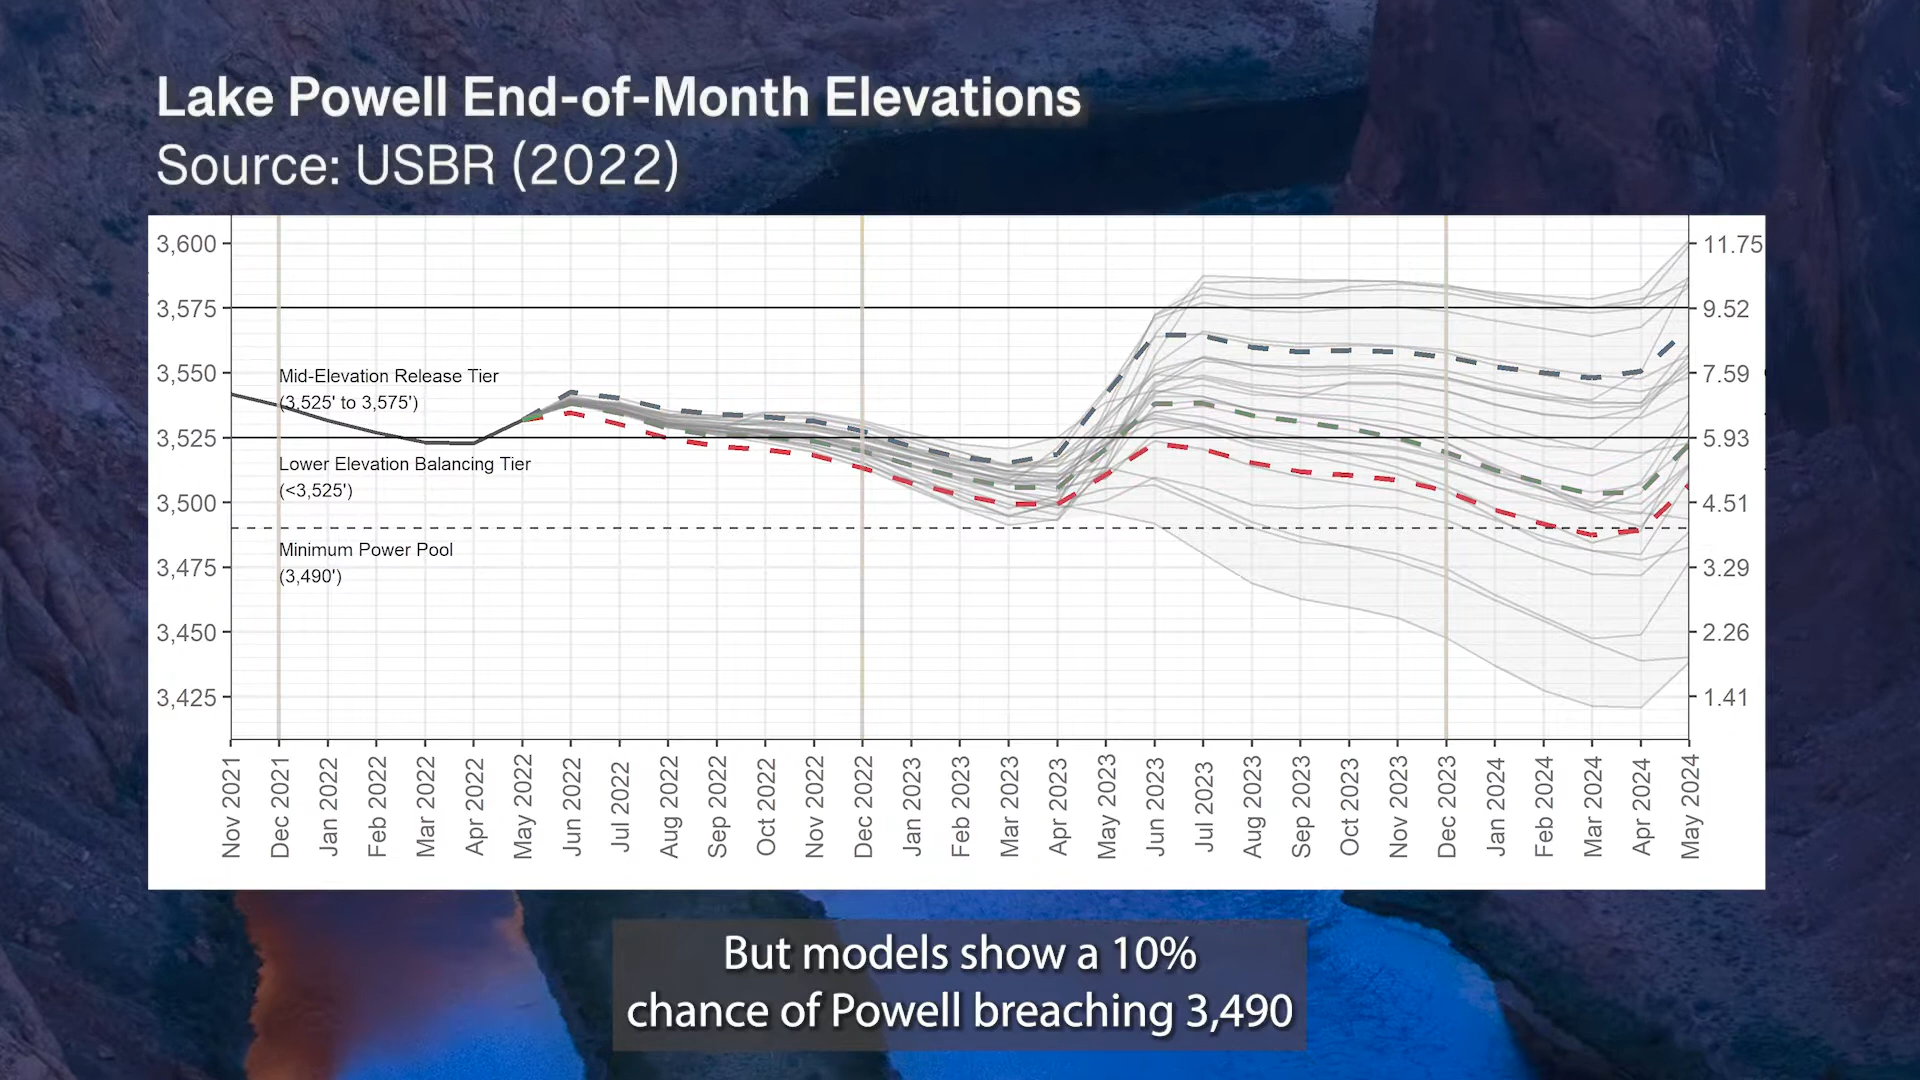 Lake Powell End-of-Month Elevations
Source: USBR (2022)
3,600
3,575
3,550
3,525
3,500
3,475
3,450
3,425
11.75
9.52
7.59
5.93
4.51
3.29
2.26
1.41
Mid-Elevation Release Tier
(3,525' to 3,575')
Lower Elevation Balancing Tier
(<3,525')
Minimum Power Pool
(3,490')
Nov 2021
Dec 2021
Jan 2022
Feb 2022
Mar 2022
Apr 2022
May 2022
Jun 2022
Jul 2022
Aug 2022
Sep 2022
Oct 2022
Nov 2022
Dec 2022
Jan 2023
Feb 2023
Mar 2023
Apr 2023
May 2023
Jun 2023
Jul 2023
Aug 2023
Sep 2023
Oct 2023
Nov 2023
Dec 2023
Jan 2024
Feb 2024
Mar 2024
Apr 2024
May 2024
But models show a 10%
chance of Powell breaching 3,490